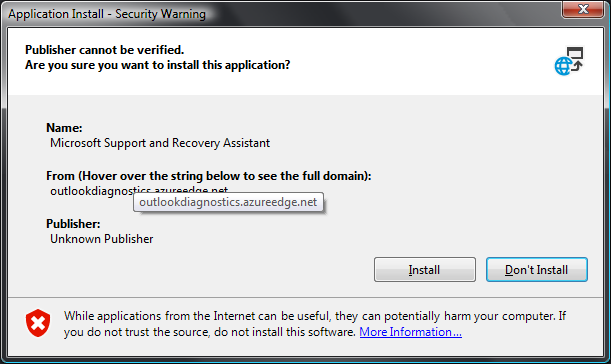 Application Install - Security Warning
Publisher cannot be verified.
Are you sure you want to install this application?
Name:
Microsoft Support and Recovery Assistant
From (Hover over the string below to see the full domain):
outlookdiagnostics.azureedge.net
outlookdiagnostics.azureedge.net
Publisher:
Unknown Publisher
Install
Don't Install
While applications from the Internet can be useful, they can potentially harm your computer. If
you do not trust the source, do not install this software. More Information...